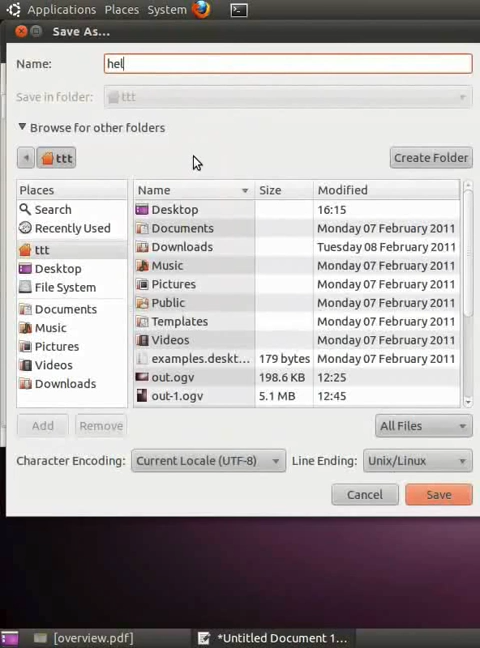 Applications Places System
Save As...
Name: hel
Save in folder: ttt
Browse for other folders
ttt Create Folder
Places Name Size Modified
Search Desktop 16:15
Recently Used Documents Monday 07 February 2011
ttt Downloads Tuesday 08 February 2011
Desktop Music Monday 07 February 2011
File System Pictures Monday 07 February 2011
Documents Public Monday 07 February 2011
Music Templates Monday 07 February 2011
Pictures Videos Monday 07 February 2011
Videos examples.deskt... 179 bytes Monday 07 February 2011
Downloads out.ogv 198.6 KB 12:25
out-1.ogv 5.1 MB 12:45
Add Remove All Files
Character Encoding: Current Locale (UTF-8) Line Ending: Unix/Linux
Cancel Save
[overview.pdf] *Untitled Document 1...